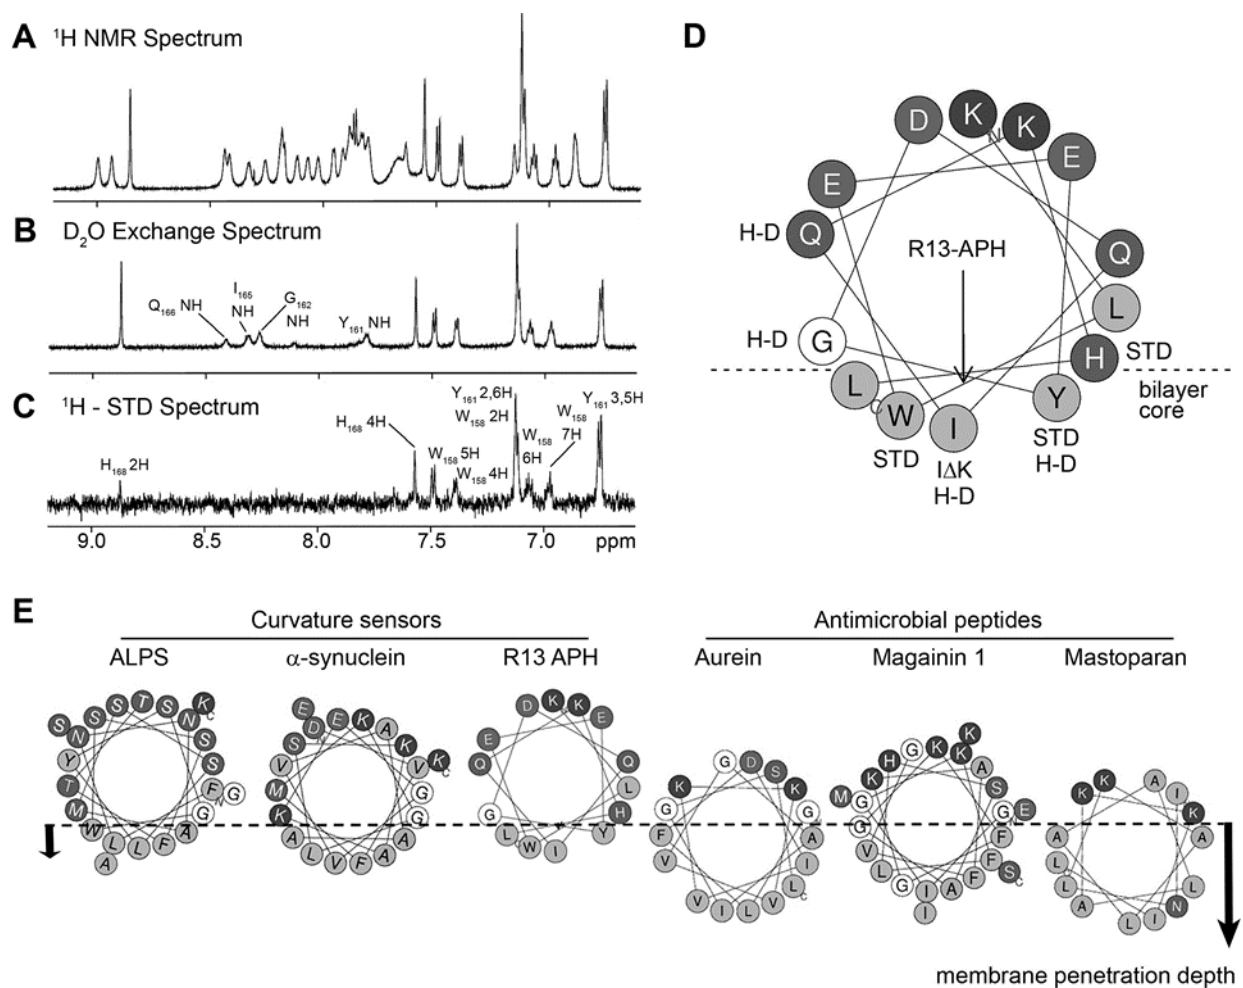 A ¹H NMR Spectrum
B D₂O Exchange Spectrum
Q₁₆₆ NH
I₁₆₅
NH
G₁₆₂
NH
Y₁₆₁ NH
C ¹H - STD Spectrum
H₁₆₈ 2H
H₁₆₈ 4H
W₁₅₈ 5H
W₁₅₈ 4H
Y₁₆₁ 2,6H
W₁₅₈ 2H
W₁₅₈
6H
W₁₅₈
7H
Y₁₆₁ 3,5H
9.0 8.5 8.0 7.5 7.0 ppm
D
D K N K
E E
H-D Q Q
R13-APH
L
H-D G H STD
L C Y
W I
bilayer
core
STD
IΔK
H-D
STD
H-D
E
Curvature sensors
Antimicrobial peptides
ALPS α-synuclein R13 APH Aurein Magainin 1 Mastoparan
S N S S T S N K C S S F G N G A A F L L A W M T Y
E D E K A K V K C G G A A F V L A K M V S
D K K E Q L H Y I W L G Q E
G D S K G A I L C V L I V V F G K
K H G K K K A S G E F F S C F A I I G L V G G M
K K A I K A L N I L A L L A
membrane penetration depth